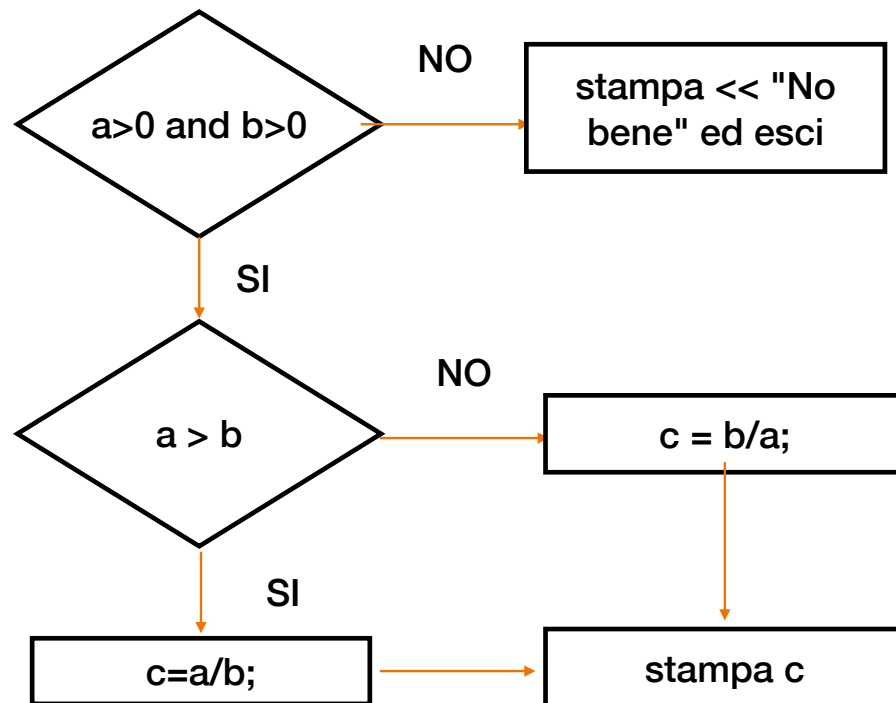 NO
a>0 and b>0
stampa << "No
bene" ed esci
SI
NO
a > b
c = b/a;
SI
c=a/b;
stampa c